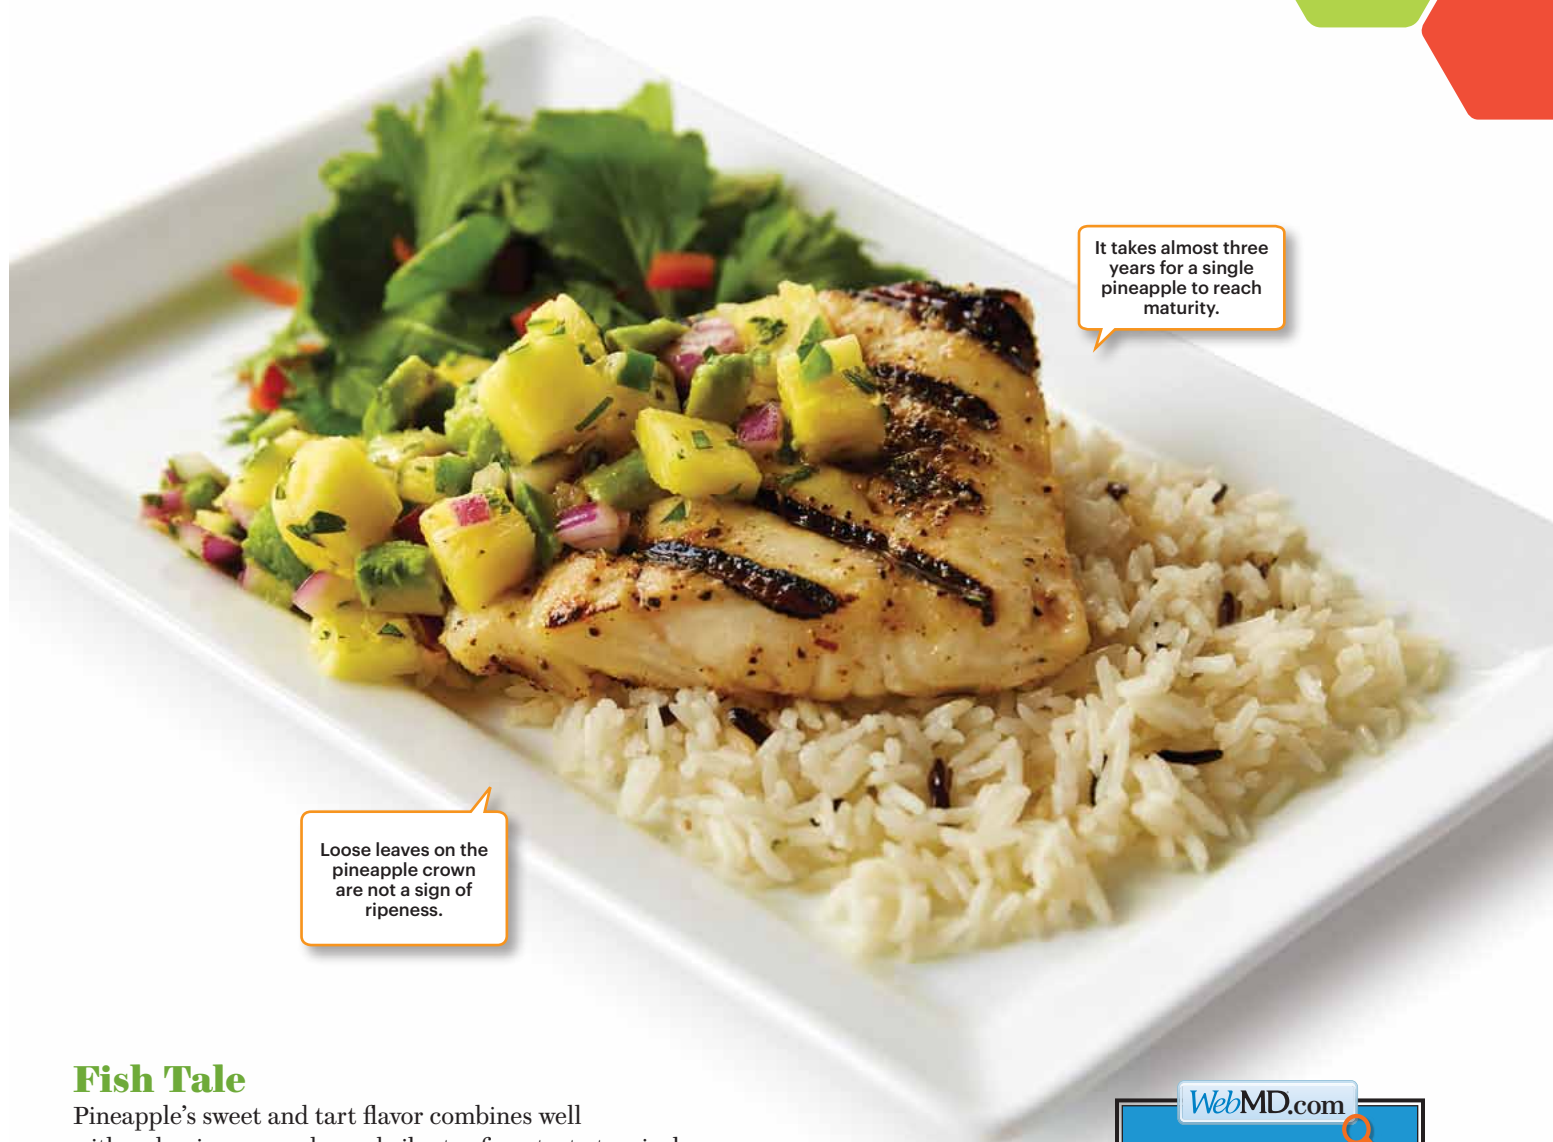 It takes almost three
years for a single
pineapple to reach
maturity.
Loose leaves on the
pineapple crown
are not a sign of
ripeness.
Fish Tale
Pineapple’s sweet and tart flavor combines well
WebMD.com